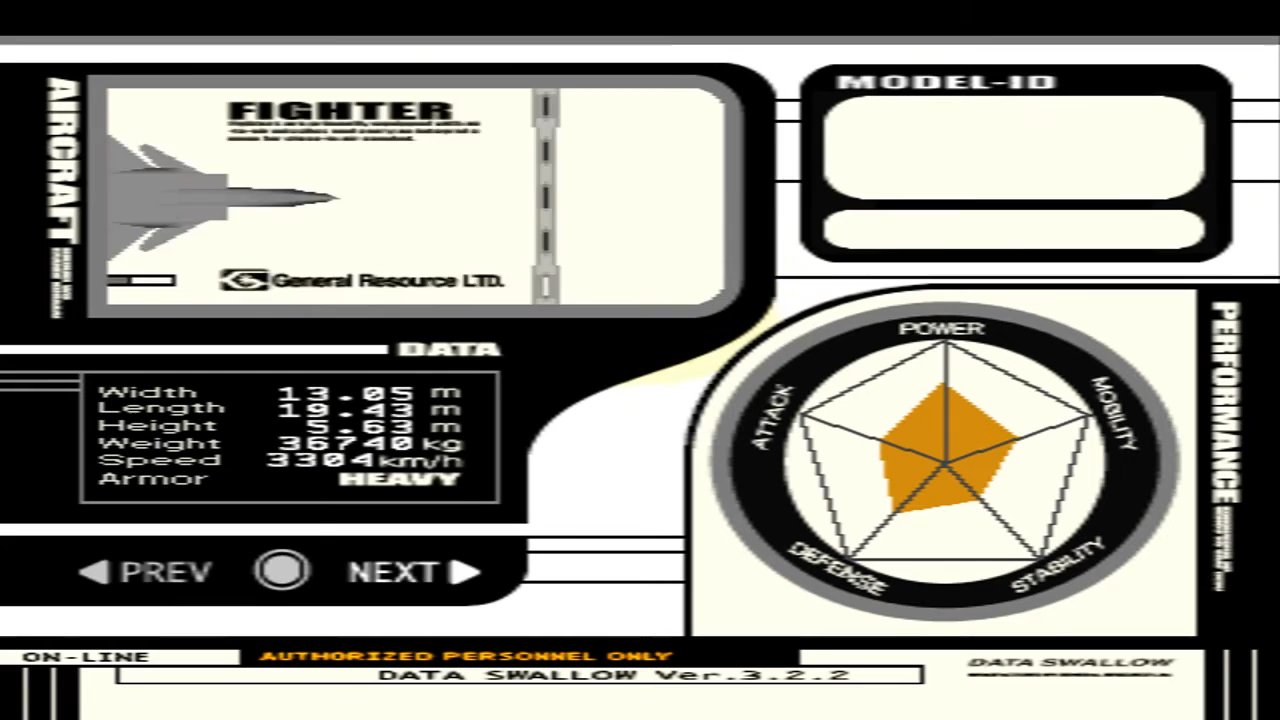 MODEL-ID
AIRCRAFT
FIGHTER
General Resource LTD.
DATA
Width 13.05 m
Length 19.43 m
Height 5.63 m
Weight 36740 kg
Speed 3304 km/h
Armor HEAVY
PERFORMANCE
POWER
MOBILITY
STABILITY
DEFENSE
ATTACK
PREV
NEXT
ON-LINE
AUTHORIZED PERSONNEL ONLY
DATA SWALLOW
DATA SWALLOW Ver.3.2.2